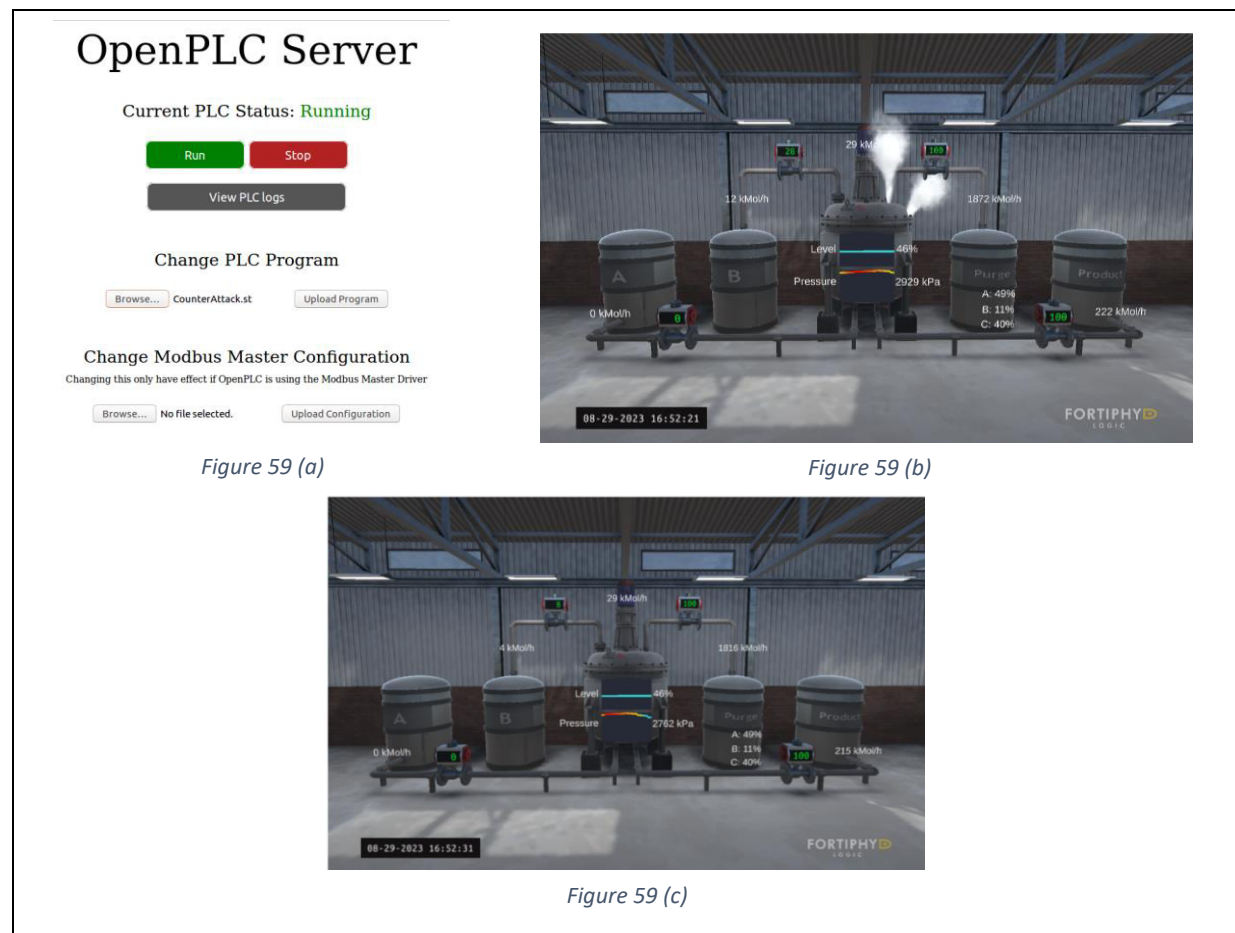 OpenPLC Server
Current PLC Status: Running
Run Stop
View PLC logs
Change PLC Program
Browse... CounterAttack.st Upload Program
Change Modbus Master Configuration
Changing this only have effect if OpenPLC is using the Modbus Master Driver
Browse... No file selected. Upload Configuration
Figure 59 (a)
28 29 kMol/h 100
12 kMol/h 1872 kMol/h
Level 46%
A B Purge Product
Pressure 2929 kPa
A: 49%
B: 11%
C: 40%
0 kMol/h 0 100 222 kMol/h
08-29-2023 16:52:21
FORTIPHYD
LOGIC
Figure 59 (b)
29 kMol/h
100
4 kMol/h 1816 kMol/h
Level 46%
A B Purge Product
Pressure 2762 kPa
A: 49%
B: 11%
C: 40%
0 kMol/h 0 100 215 kMol/h
08-29-2023 16:52:31
FORTIPHYD
LOGIC
Figure 59 (c)